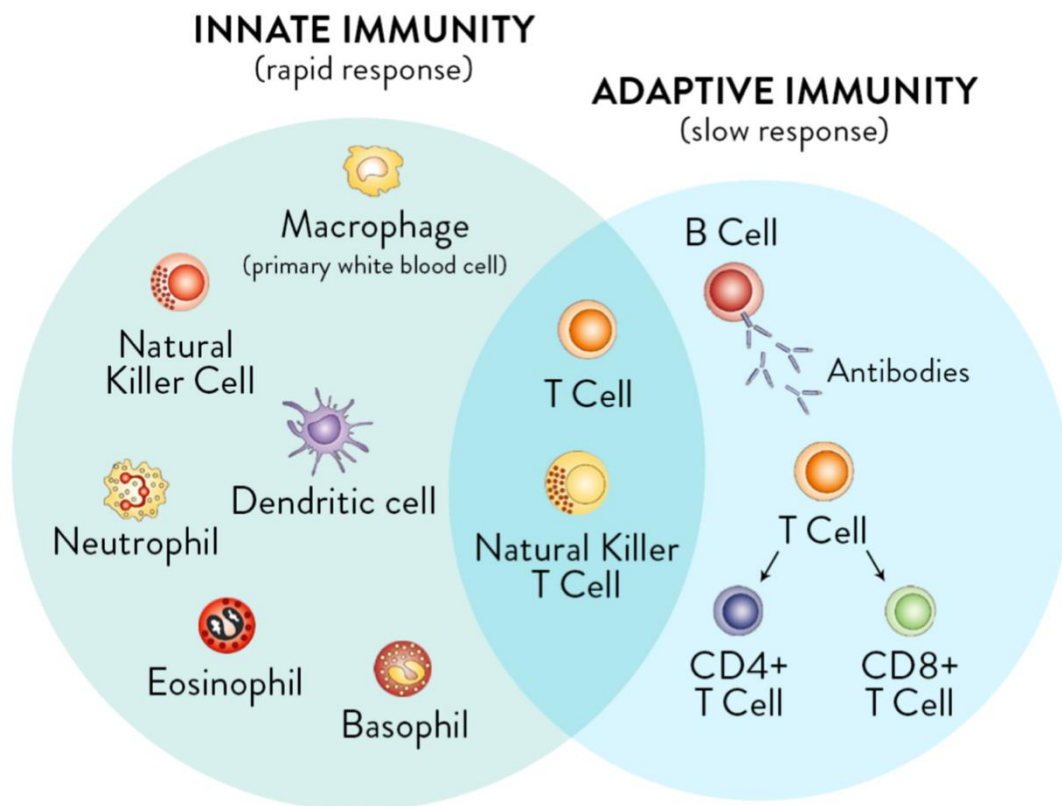 INNATE IMMUNITY
(rapid response)
ADAPTIVE IMMUNITY
(slow response)
Macrophage
(primary white blood cell)
Natural
Killer Cell
Dendritic cell
Neutrophil
Eosinophil
Basophil
T Cell
Natural Killer
T Cell
B Cell
Antibodies
T Cell
CD4+
T Cell
CD8+
T Cell